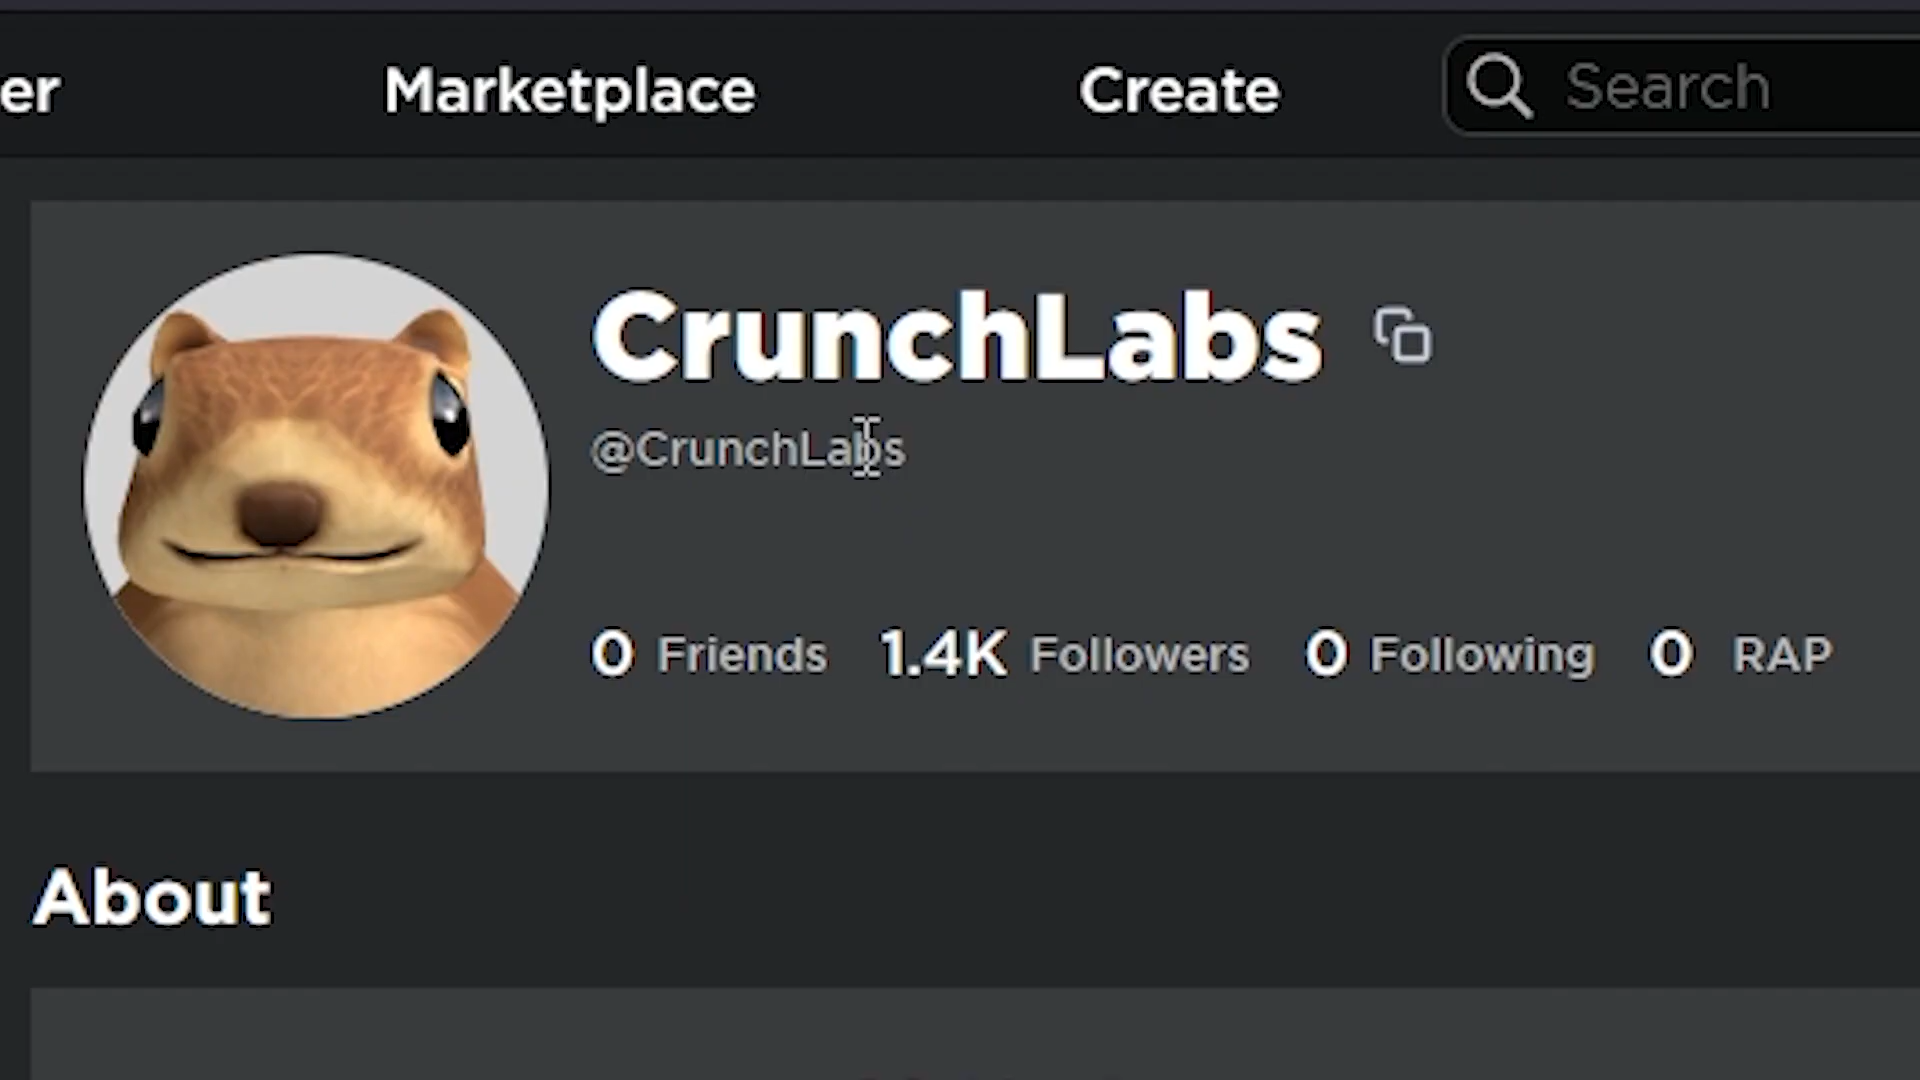 er Marketplace Create Search
CrunchLabs
@CrunchLabs
0 Friends 1.4K Followers 0 Following 0 RAP
About